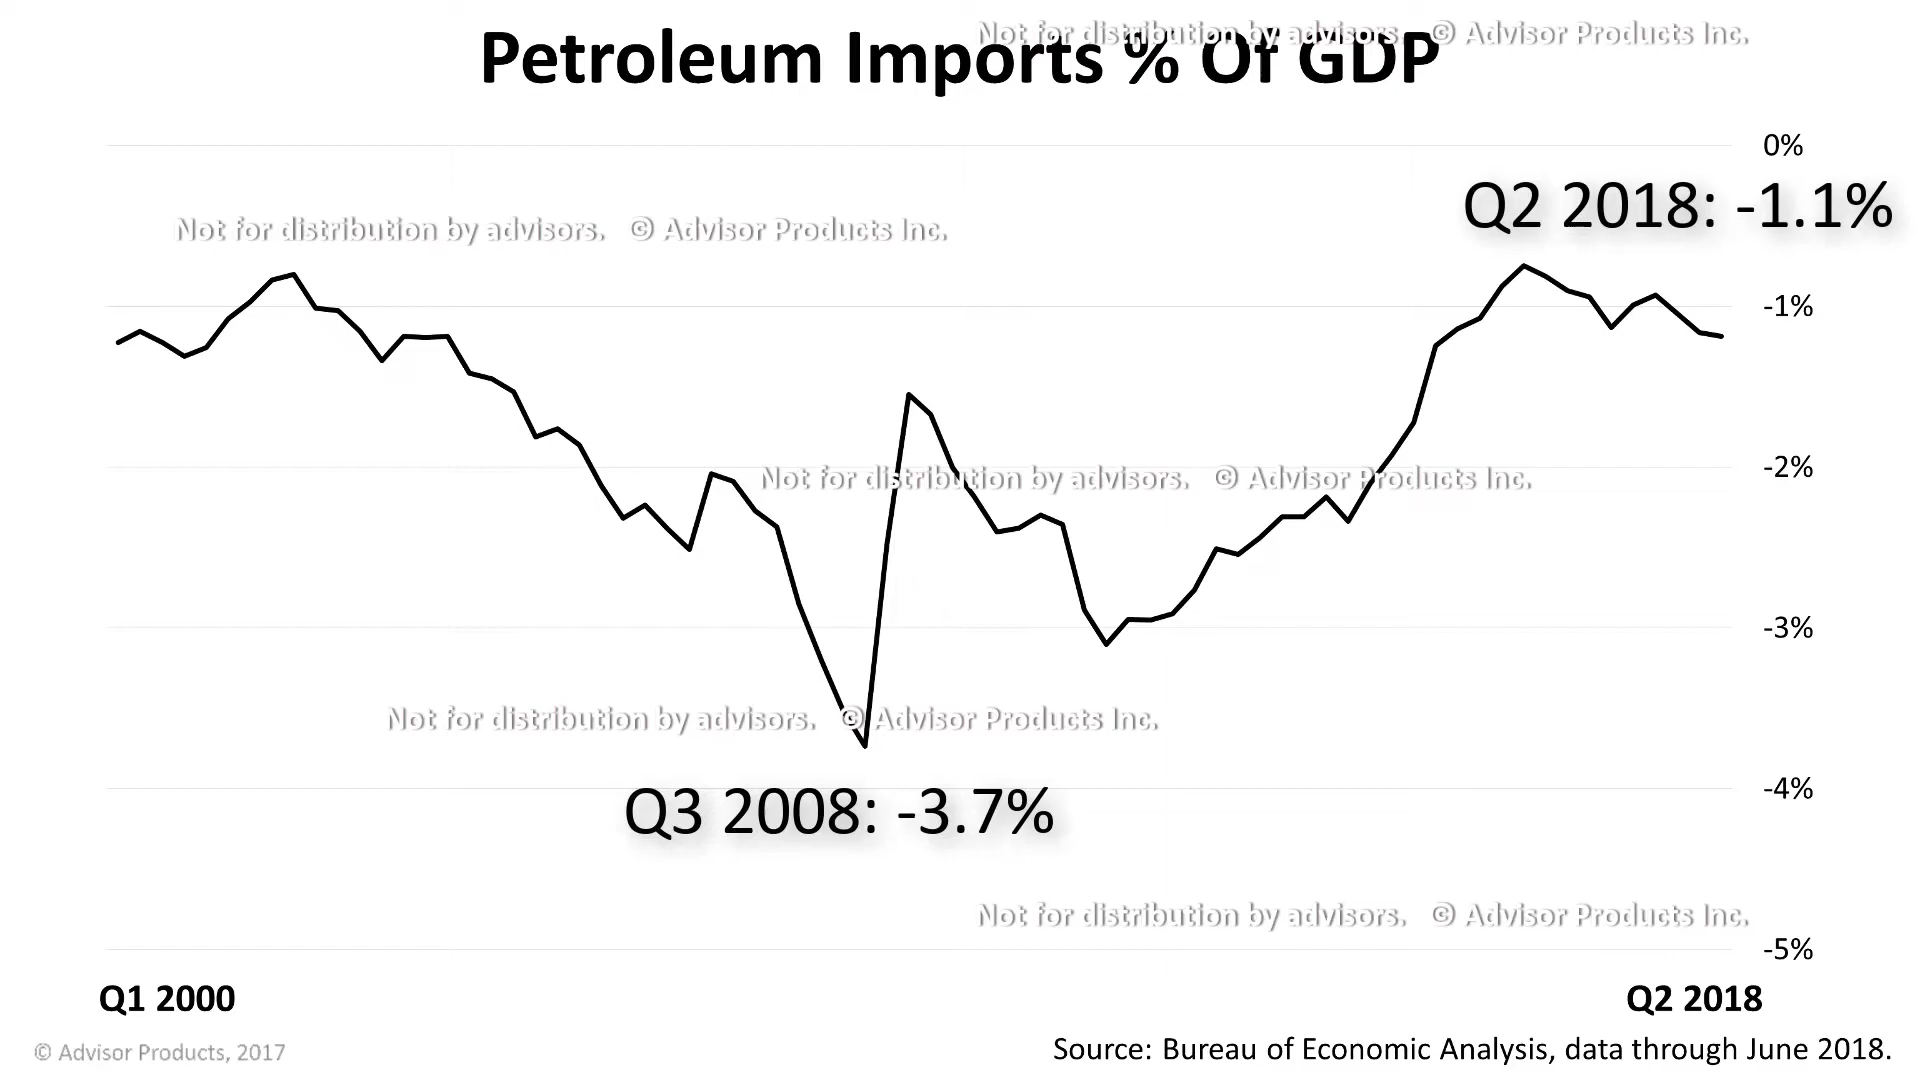 Not for distribution by advisors. © Advisor Products Inc.
Petroleum Imports % Of GDP
0%
Q2 2018: -1.1%
Not for distribution by advisors. © Advisor Products Inc.
-1%
-2%
Not for distribution by advisors. © Advisor Products Inc.
-3%
Not for distribution by advisors. © Advisor Products Inc.
-4%
Q3 2008: -3.7%
Not for distribution by advisors. © Advisor Products Inc.
-5%
Q1 2000
Q2 2018
© Advisor Products, 2017
Source: Bureau of Economic Analysis, data through June 2018.